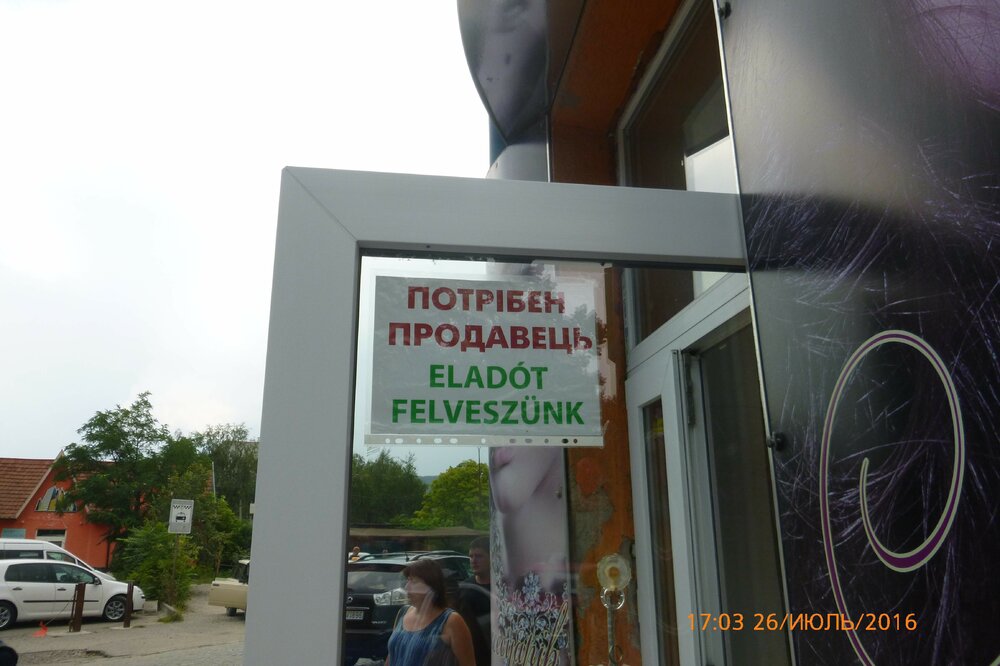 ПОТРІБЕН
ПРОДАВЕЦЬ
ELADÓT
FELVESZÜNK
17:03 26/ИЮЛЬ/2016